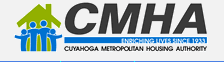 CMHA
ENRICHING LIVES SINCE 1933
CUYAHOGA METROPOLITAN HOUSING AUTHORITY